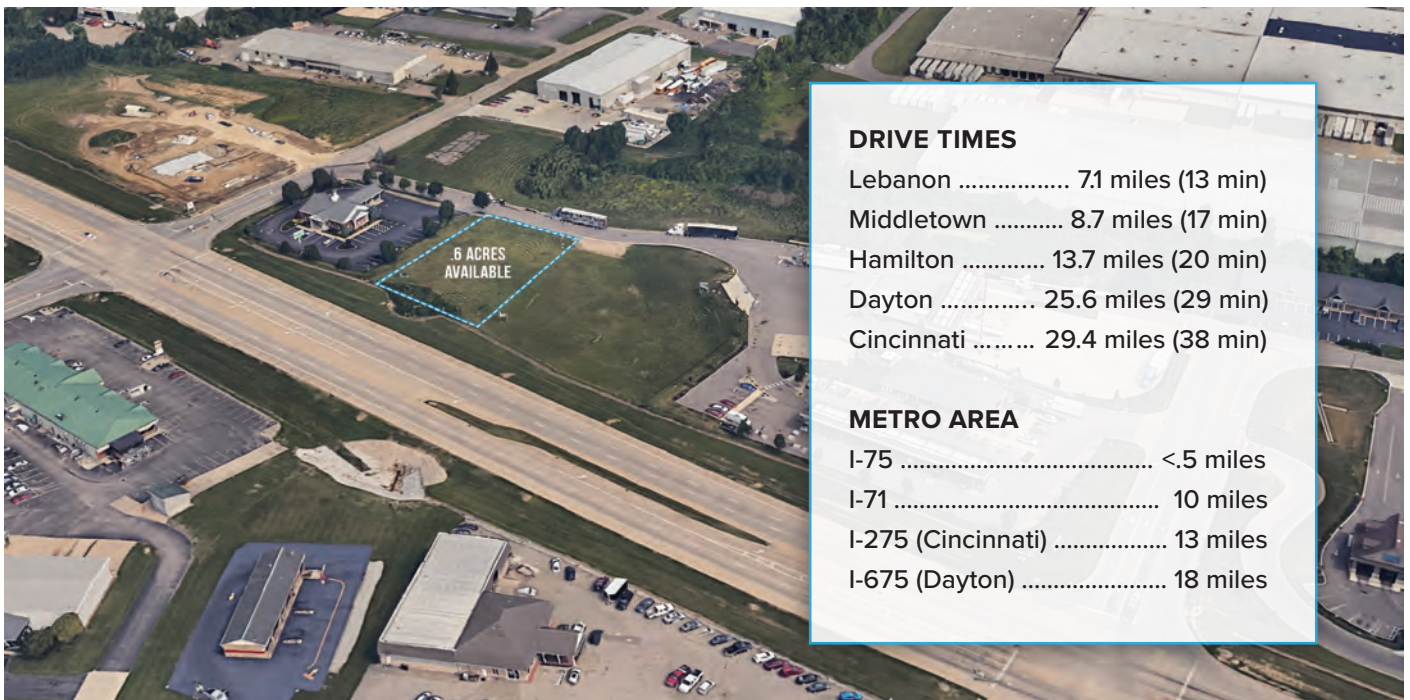 .6 ACRES
AVAILABLE
DRIVE TIMES
Lebanon ................. 7.1 miles (13 min)
Middletown ........... 8.7 miles (17 min)
Hamilton ............. 13.7 miles (20 min)
Dayton .............. 25.6 miles (29 min)
Cincinnati ........ 29.4 miles (38 min)
METRO AREA
I-75 ...................................... <.5 miles
I-71 ........................................ 10 miles
I-275 (Cincinnati) ................. 13 miles
I-675 (Dayton) ...................... 18 miles